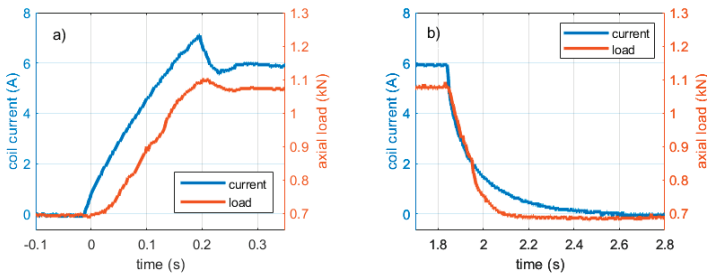 a)
8
6
4
2
0
coil current (A)
1.3
1.2
1.1
1
0.9
0.8
0.7
axial load (kN)
current
load
-0.1
0
0.1
0.2
0.3
time (s)
b)
8
6
4
2
0
coil current (A)
1.3
1.2
1.1
1
0.9
0.8
0.7
axial load (kN)
current
load
1.8
2
2.2
2.4
2.6
2.8
time (s)